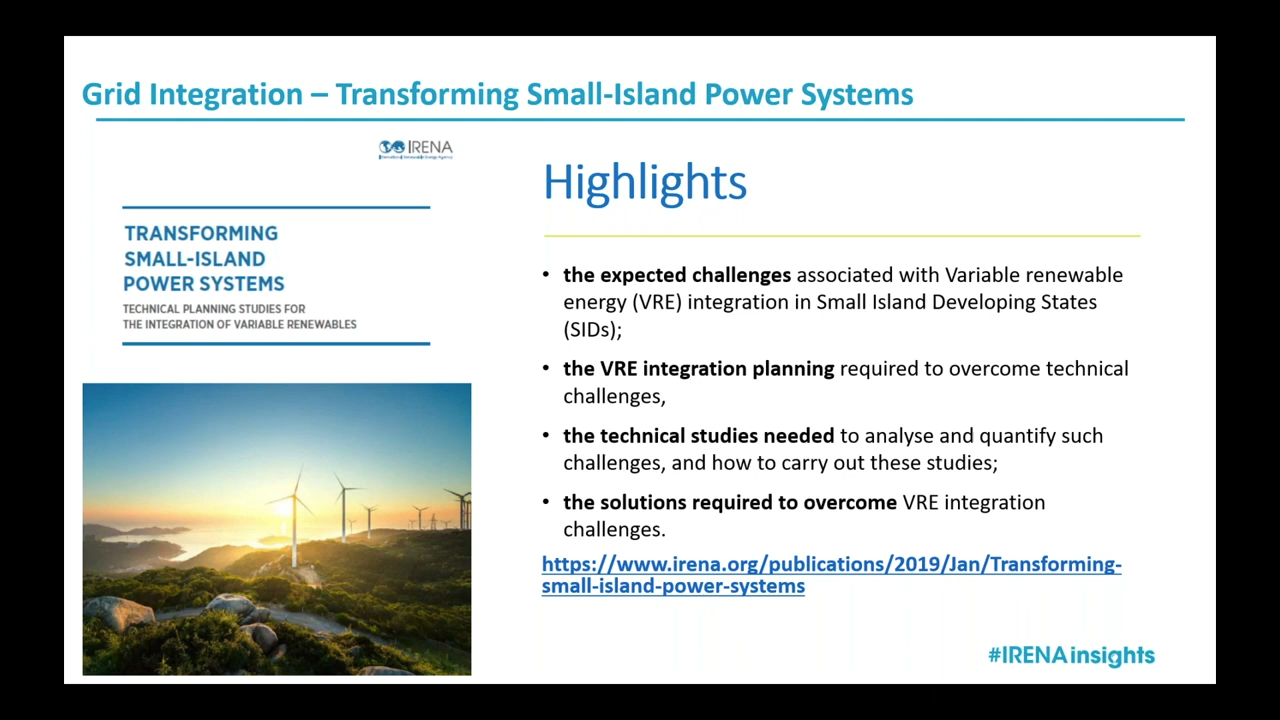 Grid Integration – Transforming Small-Island Power Systems
IRENA
International Renewable Energy Agency
TRANSFORMING
SMALL-ISLAND
POWER SYSTEMS
TECHNICAL PLANNING STUDIES FOR
THE INTEGRATION OF VARIABLE RENEWABLES
Highlights
• the expected challenges associated with Variable renewable
energy (VRE) integration in Small Island Developing States
(SIDs);
• the VRE integration planning required to overcome technical
challenges,
• the technical studies needed to analyse and quantify such
challenges, and how to carry out these studies;
• the solutions required to overcome VRE integration
challenges.
https://www.irena.org/publications/2019/Jan/Transforming-
small-island-power-systems
#IRENAinsights